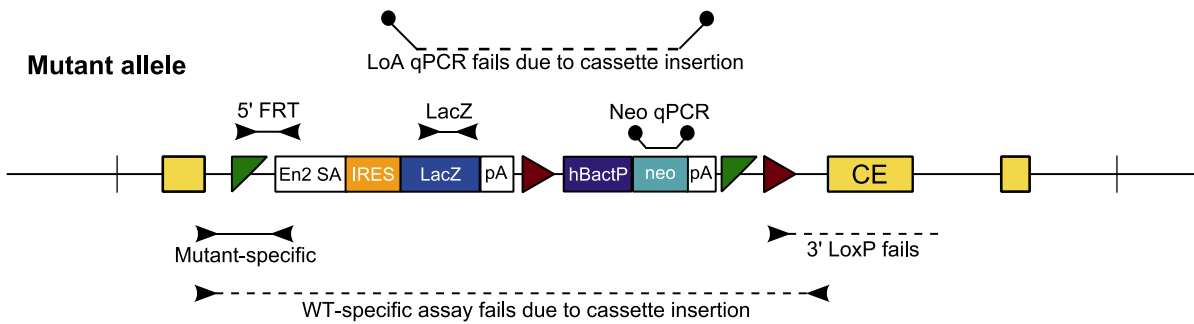 LoA qPCR fails due to cassette insertion
Mutant allele
5' FRT
LacZ
Neo qPCR
En2 SA
IRES
LacZ
pA
hBactP
neo
pA
CE
Mutant-specific
3' LoxP fails
WT-specific assay fails due to cassette insertion